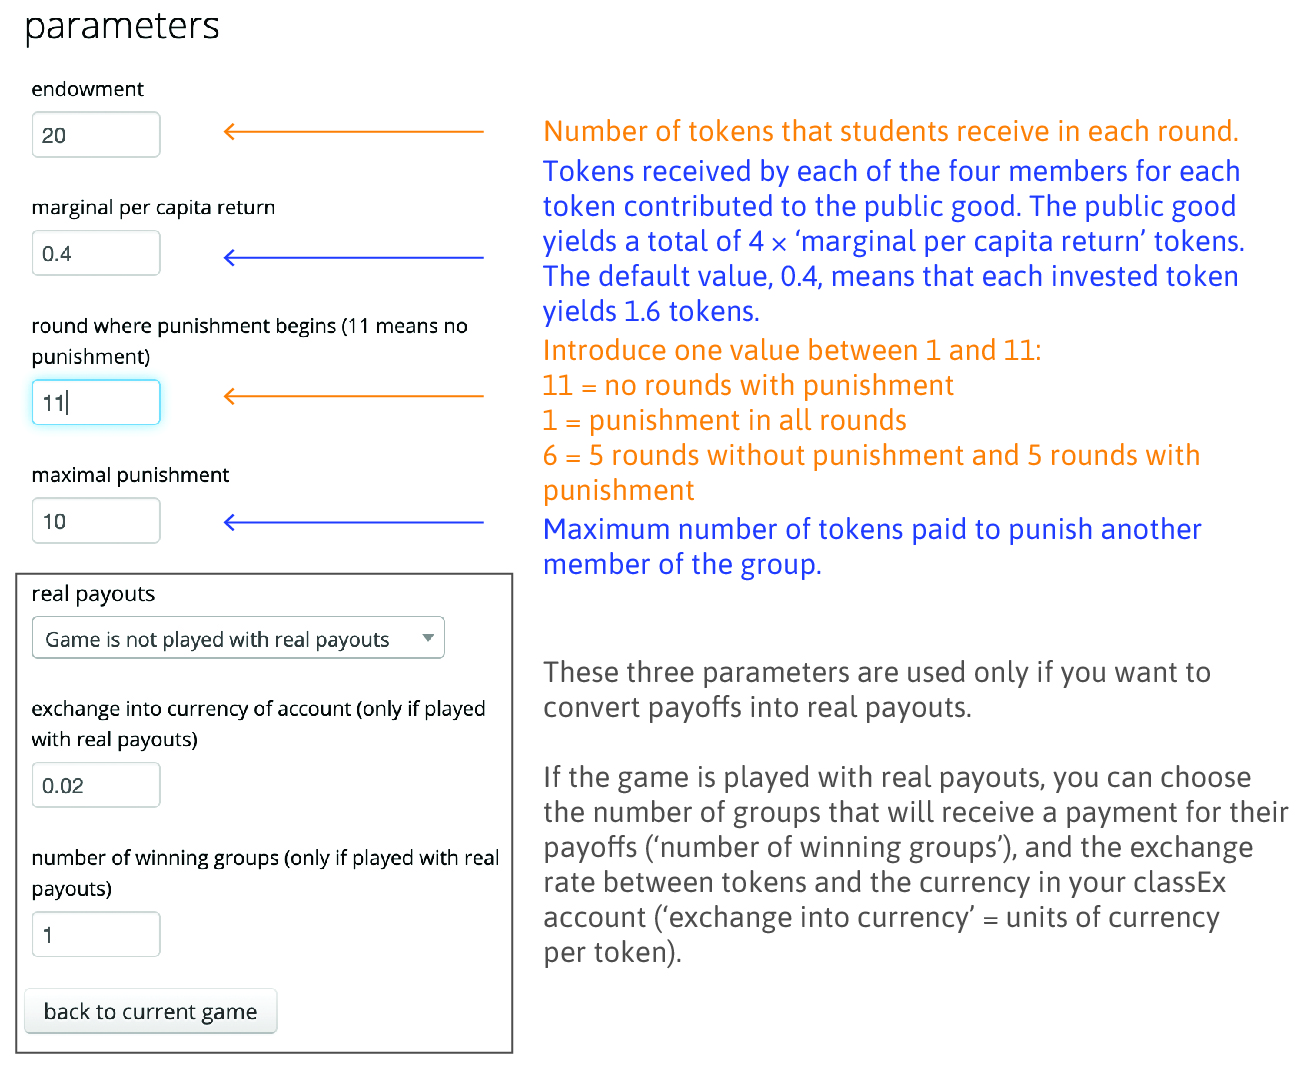 parameters
endowment
20
Number of tokens that students receive in each round.
marginal per capita return
0.4
Tokens received by each of the four members for each
token contributed to the public good. The public good
yields a total of 4 × ‘marginal per capita return’ tokens.
The default value, 0.4, means that each invested token
yields 1.6 tokens.
round where punishment begins (11 means no
punishment)
11
Introduce one value between 1 and 11:
11 = no rounds with punishment
1 = punishment in all rounds
6 = 5 rounds without punishment and 5 rounds with
punishment
maximal punishment
10
Maximum number of tokens paid to punish another
member of the group.
real payouts
Game is not played with real payouts
exchange into currency of account (only if played
with real payouts)
0.02
number of winning groups (only if played with real
payouts)
1
back to current game
These three parameters are used only if you want to
convert payoffs into real payouts.
If the game is played with real payouts, you can choose
the number of groups that will receive a payment for their
payoffs (‘number of winning groups’), and the exchange
rate between tokens and the currency in your classEx
account (‘exchange into currency’ = units of currency
per token).